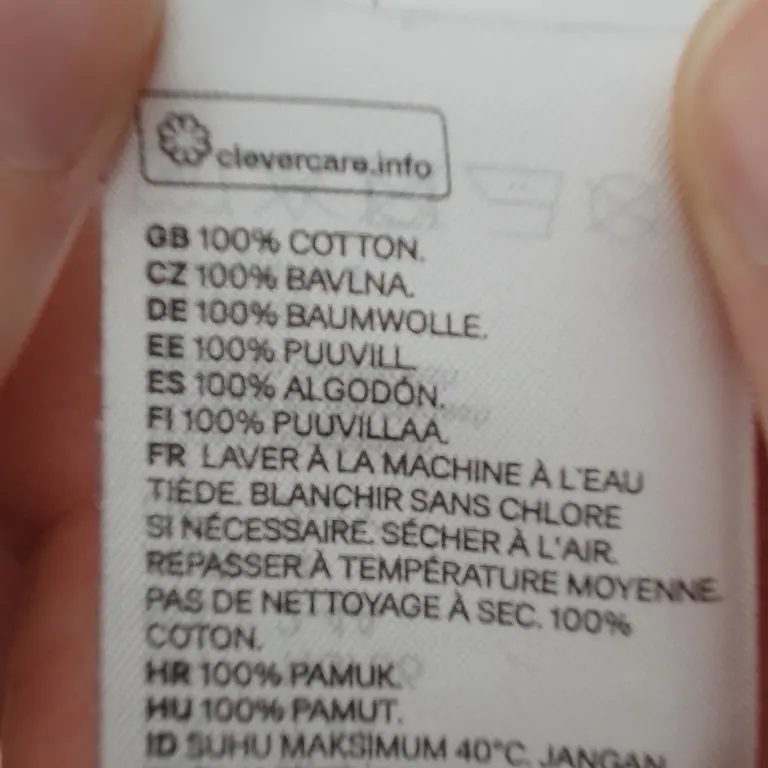 clevercare.info
GB 100% COTTON.
CZ 100% BAVLNA.
DE 100% BAUMWOLLE.
EE 100% PUUVILL.
ES 100% ALGODÓN.
FI 100% PUUVILLAA.
FR LAVER À LA MACHINE À L'EAU
TIÈDE. BLANCHIR SANS CHLORE
SI NÉCESSAIRE. SÉCHER À L'AIR.
REPASSER À TEMPÉRATURE MOYENNE.
PAS DE NETTOYAGE À SEC. 100%
COTON.
HR 100% PAMUK.
HU 100% PAMUT.
ID SUHU MAKSIMUM 40°C. JANGAN